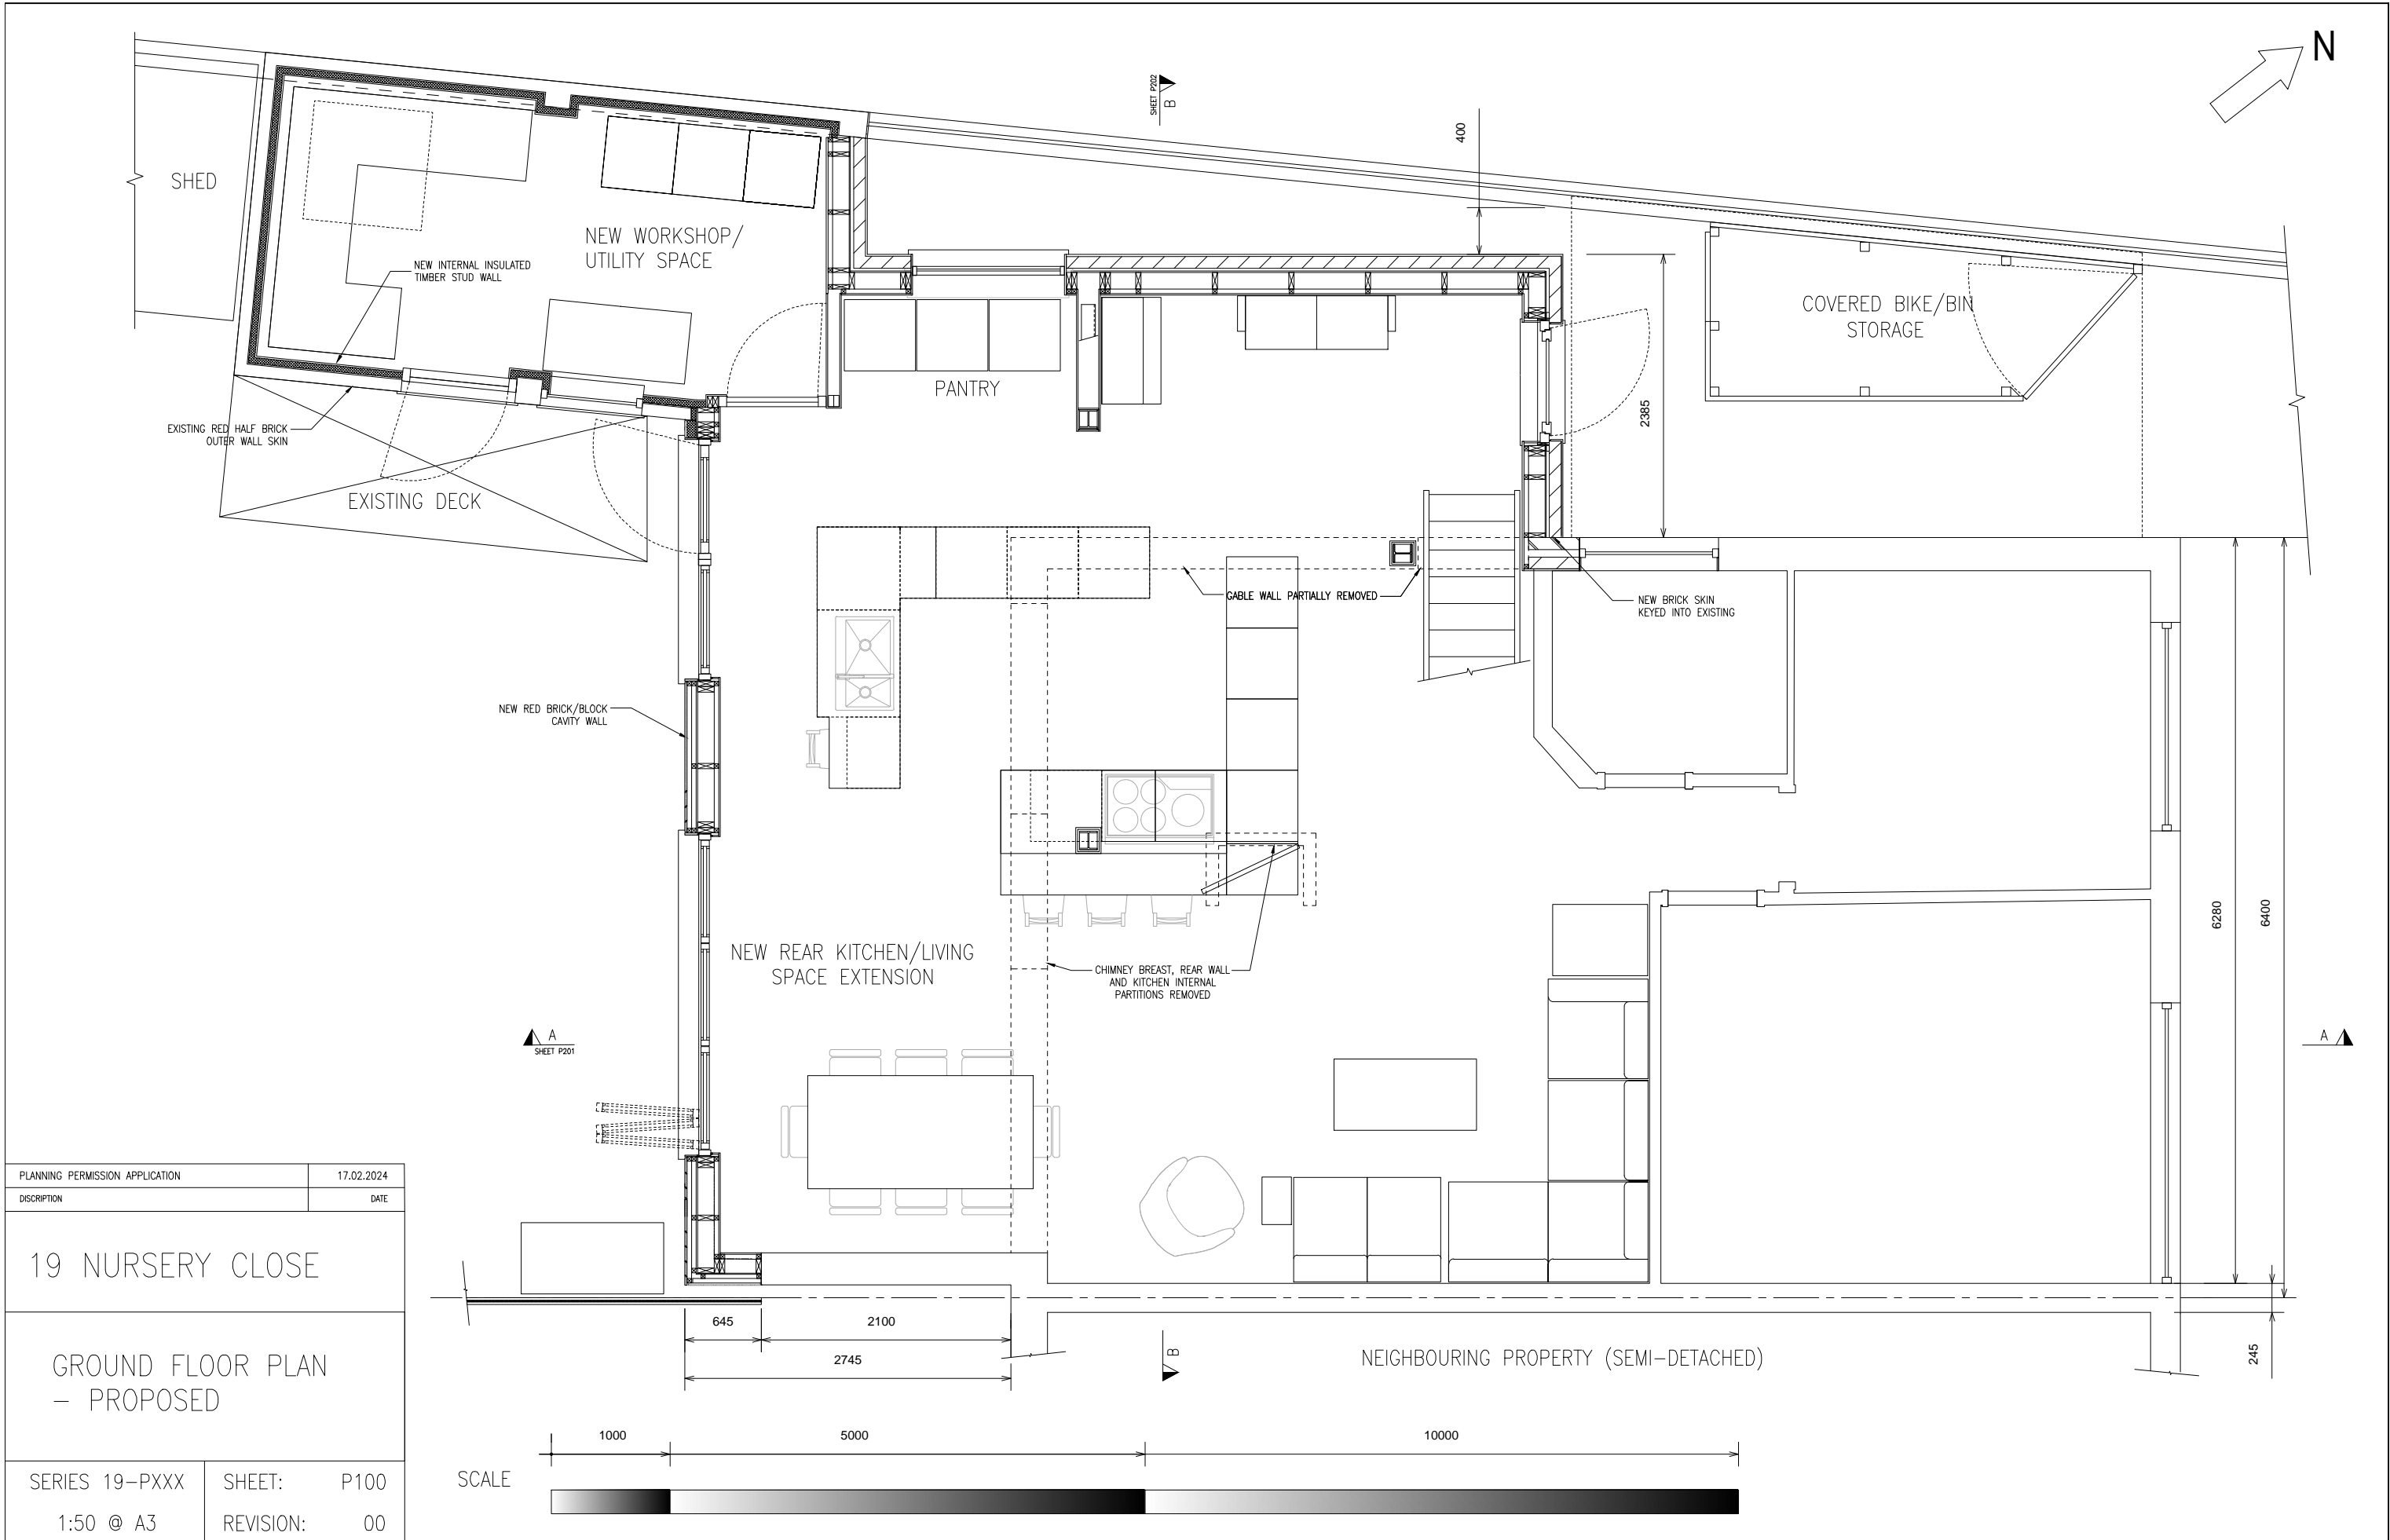 N
SHEET P202
B
400
SHED
NEW WORKSHOP/
UTILITY SPACE
NEW INTERNAL INSULATED
TIMBER STUD WALL
COVERED BIKE/BIN
STORAGE
PANTRY
2385
EXISTING RED HALF BRICK
OUTER WALL SKIN
EXISTING DECK
GABLE WALL PARTIALLY REMOVED
NEW BRICK SKIN
KEYED INTO EXISTING
NEW RED BRICK/BLOCK
CAVITY WALL
6280
6400
NEW REAR KITCHEN/LIVING
SPACE EXTENSION
CHIMNEY BREAST, REAR WALL
AND KITCHEN INTERNAL
PARTITIONS REMOVED
A
SHEET P201
A
645
2100
2745
B
NEIGHBOURING PROPERTY (SEMI-DETACHED)
245
PLANNING PERMISSION APPLICATION 17.02.2024
DISCRIPTION DATE
19 NURSERY CLOSE
GROUND FLOOR PLAN
- PROPOSED
SERIES 19-PXXX SHEET: P100
1:50 @ A3 REVISION: 00
SCALE
1000 5000 10000